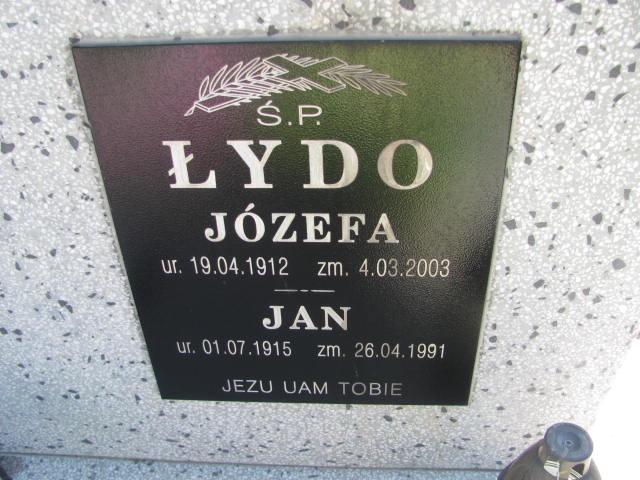 Ś.P.
ŁYDO
JÓZEFA
ur. 19.04.1912 zm. 4.03.2003
JAN
ur. 01.07.1915 zm. 26.04.1991
JEZU UAM TOBIE